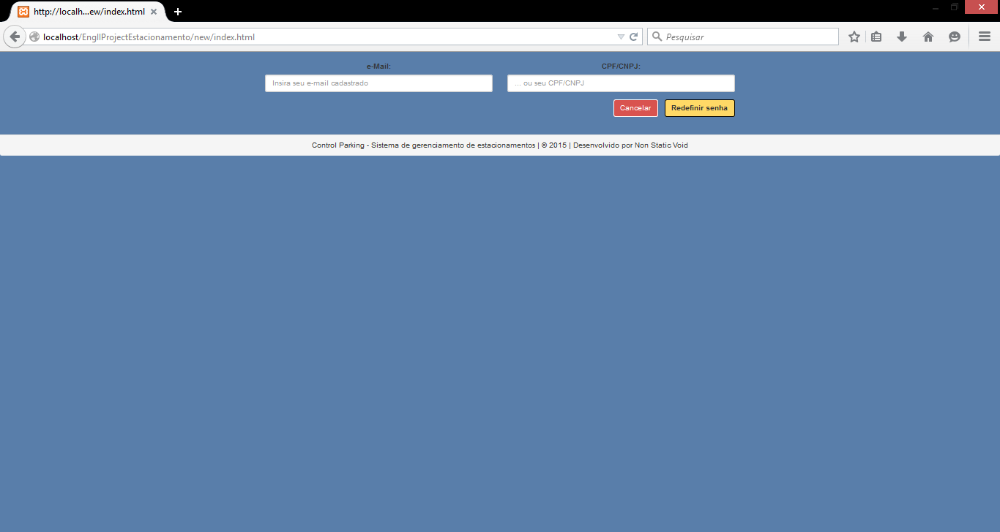 http://localh...ew/index.html
localhost/EngIIProjectEstacionamento/new/index.html
Pesquisar
e-Mail:
CPF/CNPJ:
Insira seu e-mail cadastrado
... ou seu CPF/CNPJ
Cancelar
Redefinir senha
Control Parking - Sistema de gerenciamento de estacionamentos | © 2015 | Desenvolvido por Non Static Void